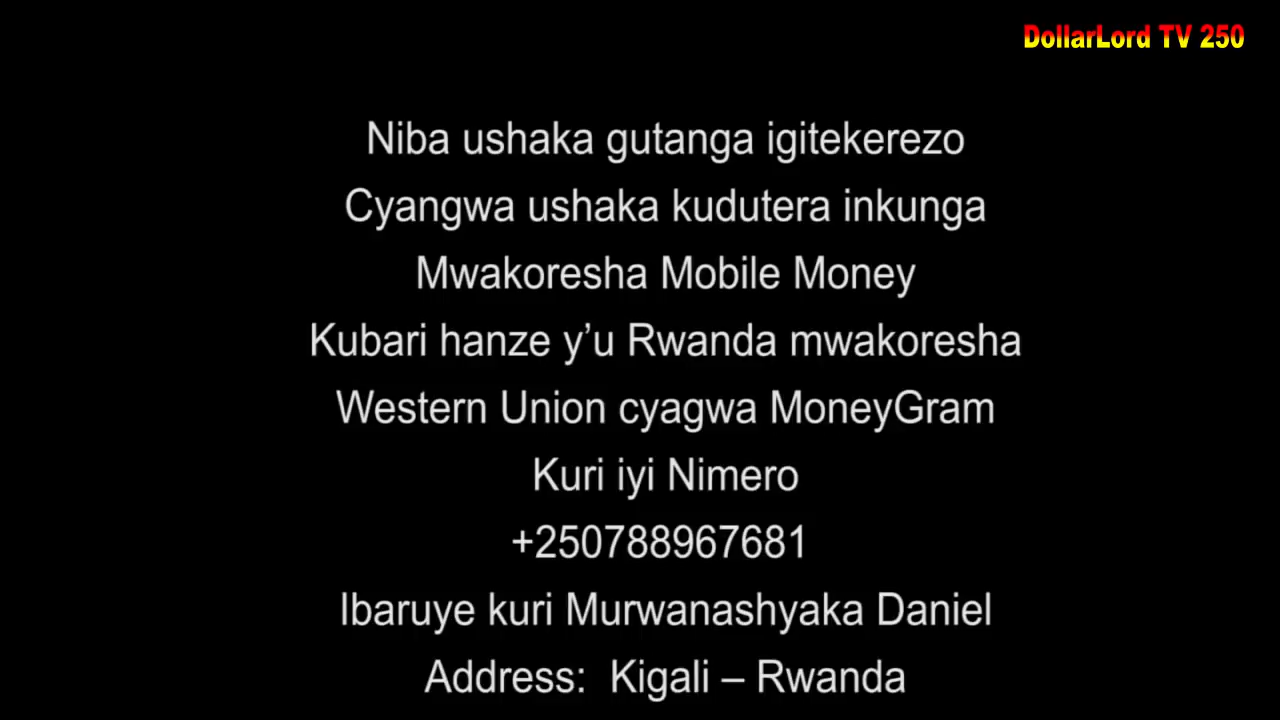 DollarLord TV 250
Niba ushaka gutanga igitekerezo
Cyangwa ushaka kudutera inkunga
Mwakoresha Mobile Money
Kubari hanze y’u Rwanda mwakoresha
Western Union cyagwa MoneyGram
Kuri iyi Nimero
+250788967681
Ibaruye kuri Murwanashyaka Daniel
Address: Kigali – Rwanda